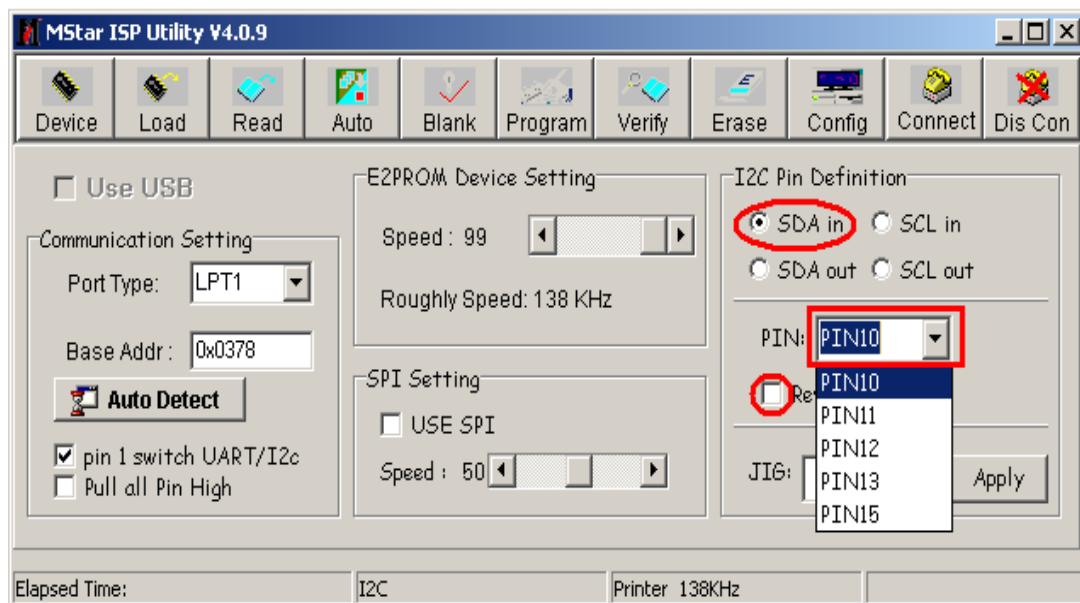 MStar ISP Utility V4.0.9
Device Load Read Auto Blank Program Verify Erase Config Connect Dis Con
Use USB
Communication Setting
Port Type: LPT1
Base Addr: 0x0378
Auto Detect
pin 1 switch UART/I2c
Pull all Pin High
E2PROM Device Setting
Speed: 99
Roughly Speed: 138 KHz
SPI Setting
USE SPI
Speed: 50
I2C Pin Definition
SDA in SCL in
SDA out SCL out
PIN: PIN10
PIN10
PIN11
PIN12
PIN13
PIN15
JIG:
Apply
Elapsed Time: I2C Printer 138KHz